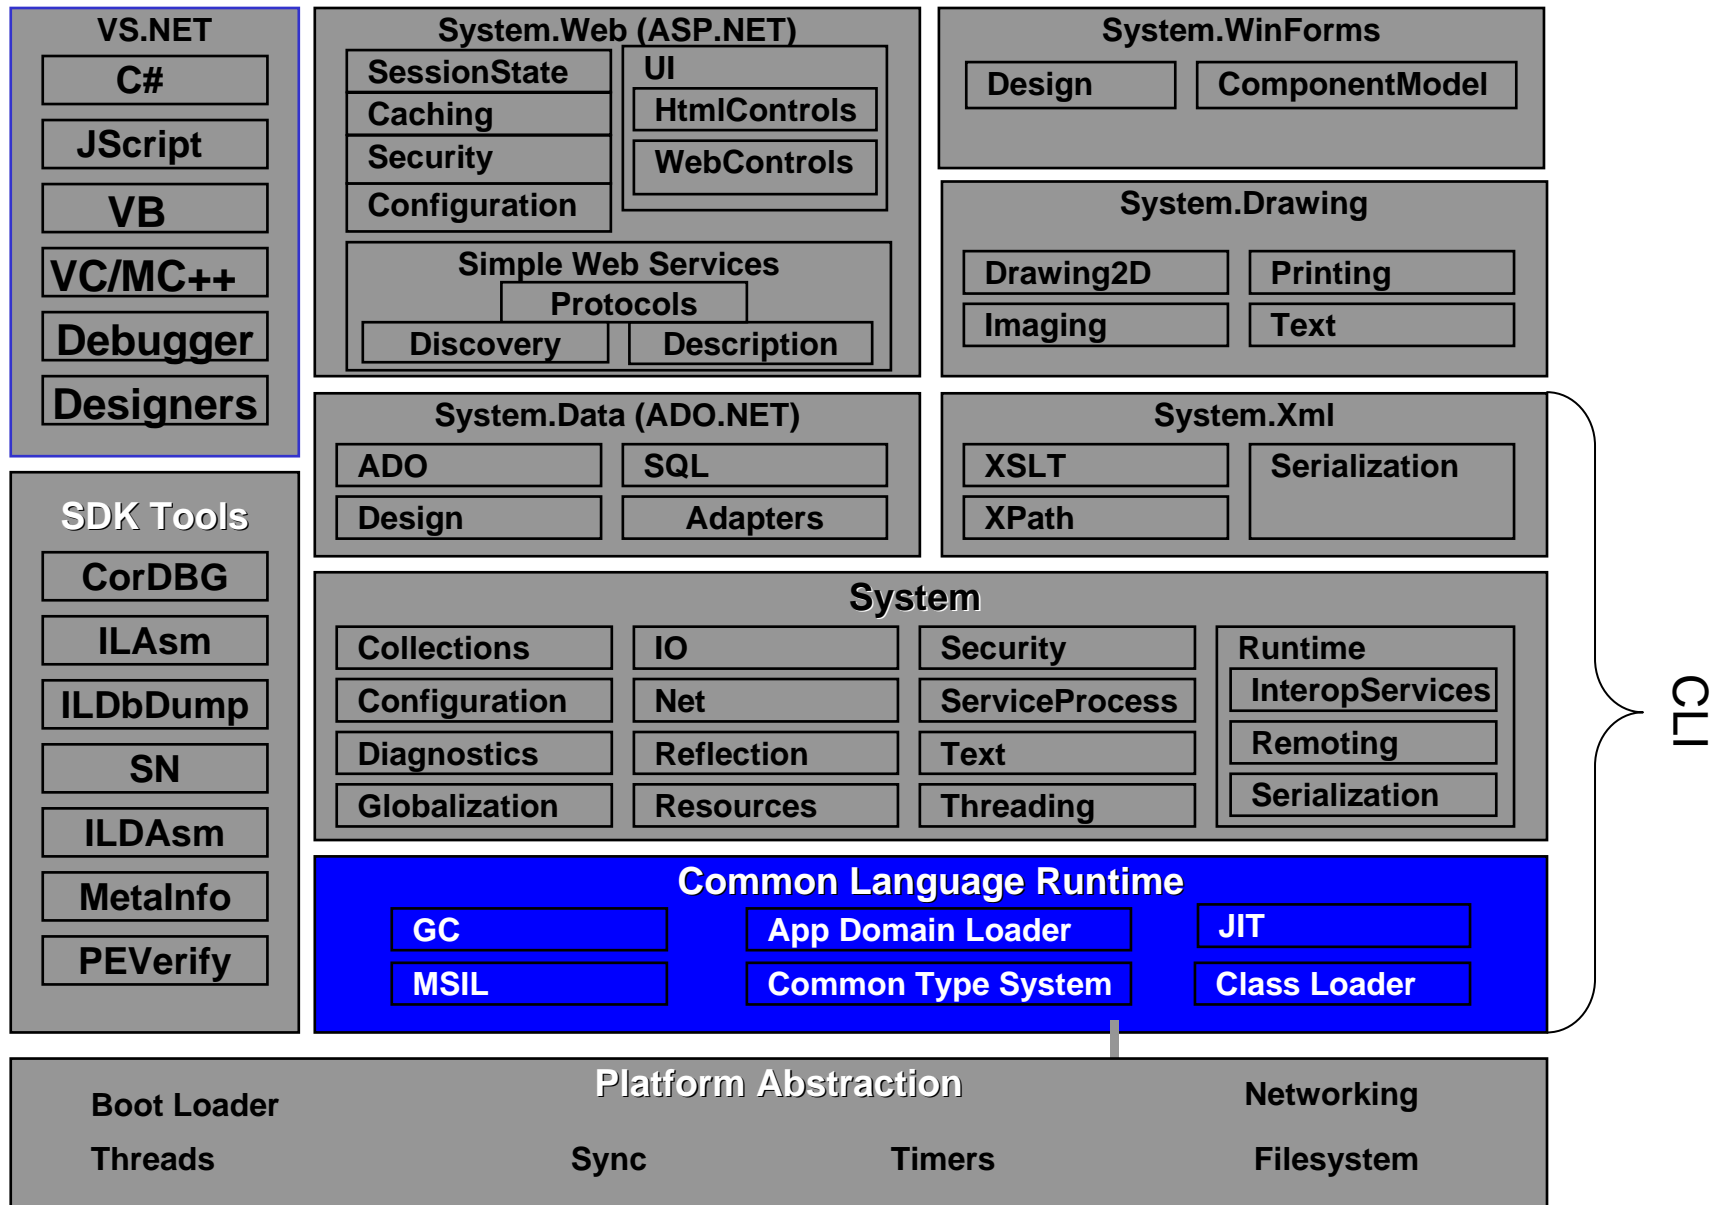 VS.NET
C#
JScript
VB
VC/MC++
Debugger
Designers
SDK Tools
CorDBG
ILAsm
ILDbDump
SN
ILDAsm
MetaInfo
PEVerify
System.Web (ASP.NET)
SessionState
Caching
Security
Configuration
UI
HtmlControls
WebControls
Simple Web Services
Protocols
Discovery
Description
System.WinForms
Design
ComponentModel
System.Drawing
Drawing2D
Printing
Imaging
Text
System.Data (ADO.NET)
ADO
SQL
Design
Adapters
System.Xml
XSLT
Serialization
XPath
System
Collections
IO
Security
Runtime
Configuration
Net
ServiceProcess
InteropServices
Diagnostics
Reflection
Text
Remoting
Globalization
Resources
Threading
Serialization
Common Language Runtime
GC
App Domain Loader
JIT
MSIL
Common Type System
Class Loader
CLI
Platform Abstraction
Boot Loader
Networking
Threads
Sync
Timers
Filesystem